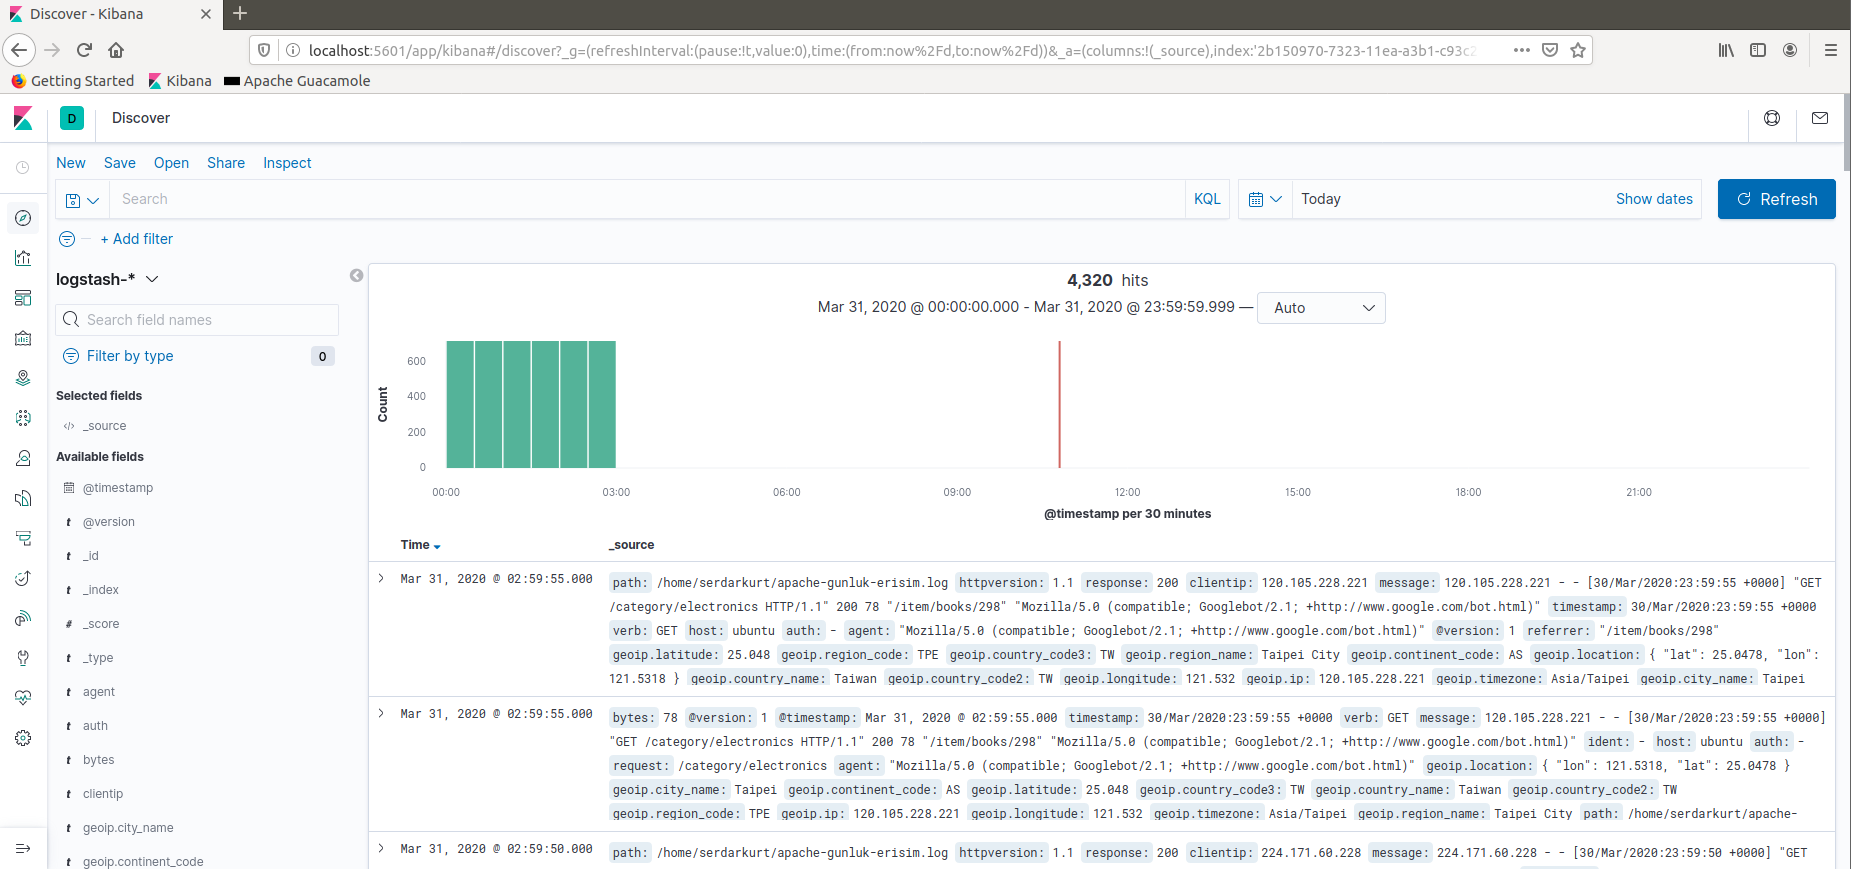 Discover - Kibana
localhost:5601/app/kibana#/discover?_g=(refreshInterval:(pause:!t,value:0),time:(from:now%2Fd,to:now%2Fd))&_a=(columns:!(_source),index:'2b150970-7323-11ea-a3b1-c93c2
Getting Started Kibana Apache Guacamole
D Discover
New Save Open Share Inspect
Search KQL Today Show dates Refresh
+ Add filter
logstash-*
Search field names
Filter by type 0
Selected fields
_source
Available fields
@timestamp
t @version
t _id
t _index
# _score
t _type
t agent
t auth
t bytes
t clientip
t geoip.city_name
t geoip.continent_code
4,320 hits
Mar 31, 2020 @ 00:00:00.000 - Mar 31, 2020 @ 23:59:59.999 — Auto
Count
600
400
200
0
00:00 03:00 06:00 09:00 12:00 15:00 18:00 21:00
@timestamp per 30 minutes
Time _source
Mar 31, 2020 @ 02:59:55.000 path: /home/serdarkurt/apache-gunluk-erisim.log httpversion: 1.1 response: 200 clientip: 120.105.228.221 message: 120.105.228.221 - - [30/Mar/2020:23:59:55 +0000] "GET
/category/electronics HTTP/1.1" 200 78 "/item/books/298" "Mozilla/5.0 (compatible; Googlebot/2.1; +http://www.google.com/bot.html)" timestamp: 30/Mar/2020:23:59:55 +0000
verb: GET host: ubuntu auth: - agent: "Mozilla/5.0 (compatible; Googlebot/2.1; +http://www.google.com/bot.html)" @version: 1 referrer: "/item/books/298"
geoip.latitude: 25.048 geoip.region_code: TPE geoip.country_code3: TW geoip.region_name: Taipei City geoip.continent_code: AS geoip.location: { "lat": 25.0478, "lon":
121.5318 } geoip.country_name: Taiwan geoip.country_code2: TW geoip.longitude: 121.532 geoip.ip: 120.105.228.221 geoip.timezone: Asia/Taipei geoip.city_name: Taipei
Mar 31, 2020 @ 02:59:55.000 bytes: 78 @version: 1 @timestamp: Mar 31, 2020 @ 02:59:55.000 timestamp: 30/Mar/2020:23:59:55 +0000 verb: GET message: 120.105.228.221 - - [30/Mar/2020:23:59:55 +0000]
"GET /category/electronics HTTP/1.1" 200 78 "/item/books/298" "Mozilla/5.0 (compatible; Googlebot/2.1; +http://www.google.com/bot.html)" ident: - host: ubuntu auth: -
request: /category/electronics agent: "Mozilla/5.0 (compatible; Googlebot/2.1; +http://www.google.com/bot.html)" geoip.location: { "lon": 121.5318, "lat": 25.0478 }
geoip.city_name: Taipei geoip.continent_code: AS geoip.latitude: 25.048 geoip.country_code3: TW geoip.country_name: Taiwan geoip.country_code2: TW
geoip.region_code: TPE geoip.ip: 120.105.228.221 geoip.longitude: 121.532 geoip.timezone: Asia/Taipei geoip.region_name: Taipei City path: /home/serdarkurt/apache-
Mar 31, 2020 @ 02:59:50.000 path: /home/serdarkurt/apache-gunluk-erisim.log httpversion: 1.1 response: 200 clientip: 224.171.60.228 message: 224.171.60.228 - - [30/Mar/2020:23:59:50 +0000] "GET